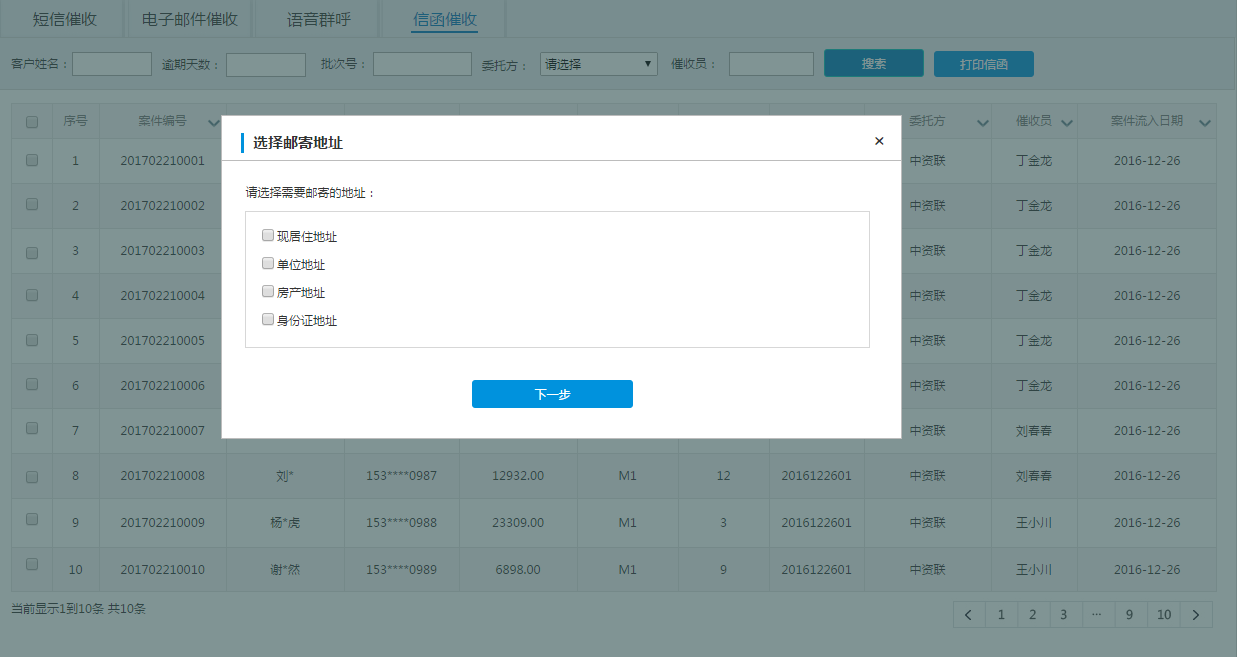 短信催收 电子邮件催收 语音群呼 信函催收
客户姓名： 逾期天数： 批次号： 委托方： 请选择 催收员： 搜索 打印信函
序号 案件编号 委托方 催收员 案件流入日期
选择邮寄地址 ×
请选择需要邮寄的地址：
现居住地址
单位地址
房产地址
身份证地址
下一步
1 201702210001 中资联 丁金龙 2016-12-26
2 201702210002 中资联 丁金龙 2016-12-26
3 201702210003 中资联 丁金龙 2016-12-26
4 201702210004 中资联 丁金龙 2016-12-26
5 201702210005 中资联 丁金龙 2016-12-26
6 201702210006 中资联 丁金龙 2016-12-26
7 201702210007 中资联 刘春春 2016-12-26
8 201702210008 刘* 153****0987 12932.00 M1 12 2016122601 中资联 刘春春 2016-12-26
9 201702210009 杨*虎 153****0988 23309.00 M1 3 2016122601 中资联 王小川 2016-12-26
10 201702210010 谢*然 153****0989 6898.00 M1 9 2016122601 中资联 王小川 2016-12-26
当前显示1到10条 共10条
1 2 3 ··· 9 10